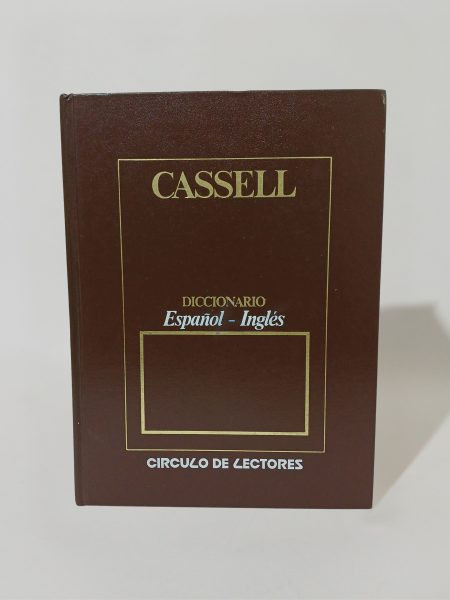 CASSELL
DICCIONARIO
Español - Inglés
CIRCULO DE LECTORES